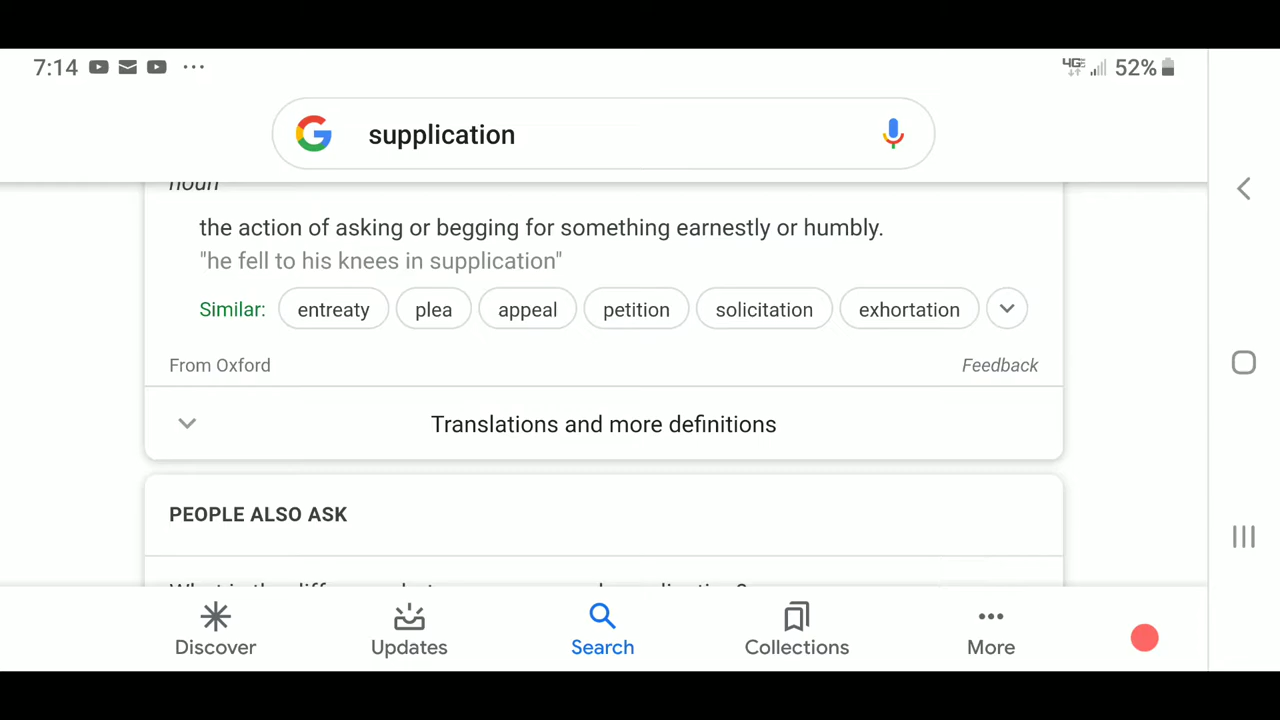 7:14 ... 4GE 52%
supplication
noun
the action of asking or begging for something earnestly or humbly.
"he fell to his knees in supplication"
Similar: entreaty plea appeal petition solicitation exhortation
From Oxford Feedback
Translations and more definitions
PEOPLE ALSO ASK
Discover Updates Search Collections More